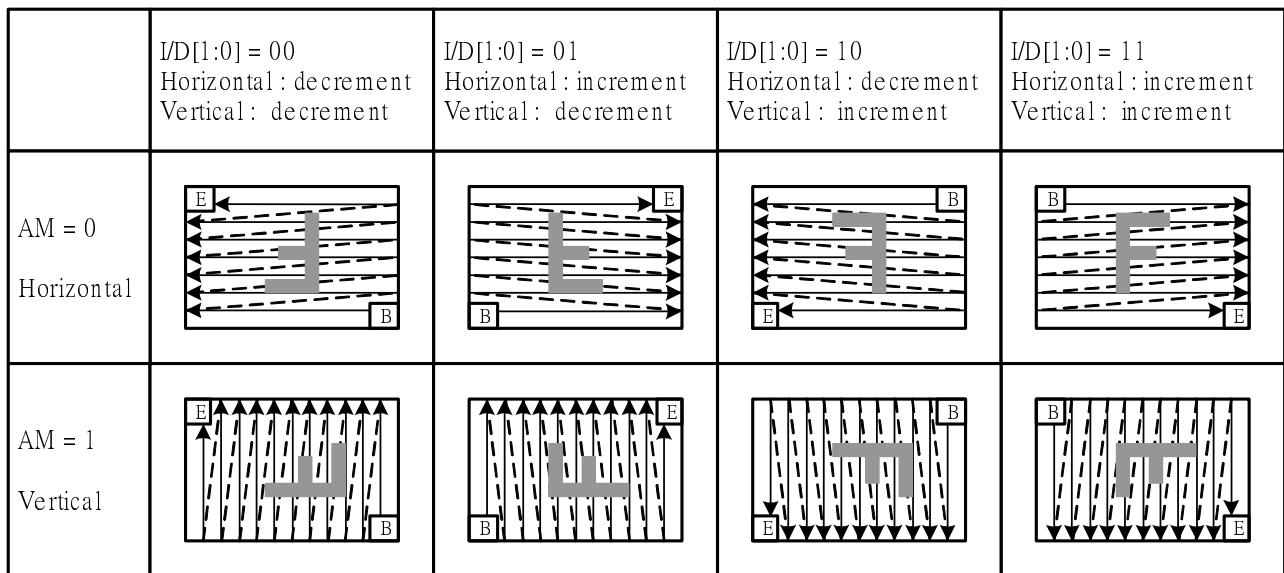 I/D[1:0] = 00
Horizontal : decrement
Vertical : decrement
I/D[1:0] = 01
Horizontal : increment
Vertical : decrement
I/D[1:0] = 10
Horizontal : decrement
Vertical : increment
I/D[1:0] = 11
Horizontal : increment
Vertical : increment
AM = 0
Horizontal
E
B
E
B
B
E
B
E
AM = 1
Vertical
E
B
E
B
B
E
B
E